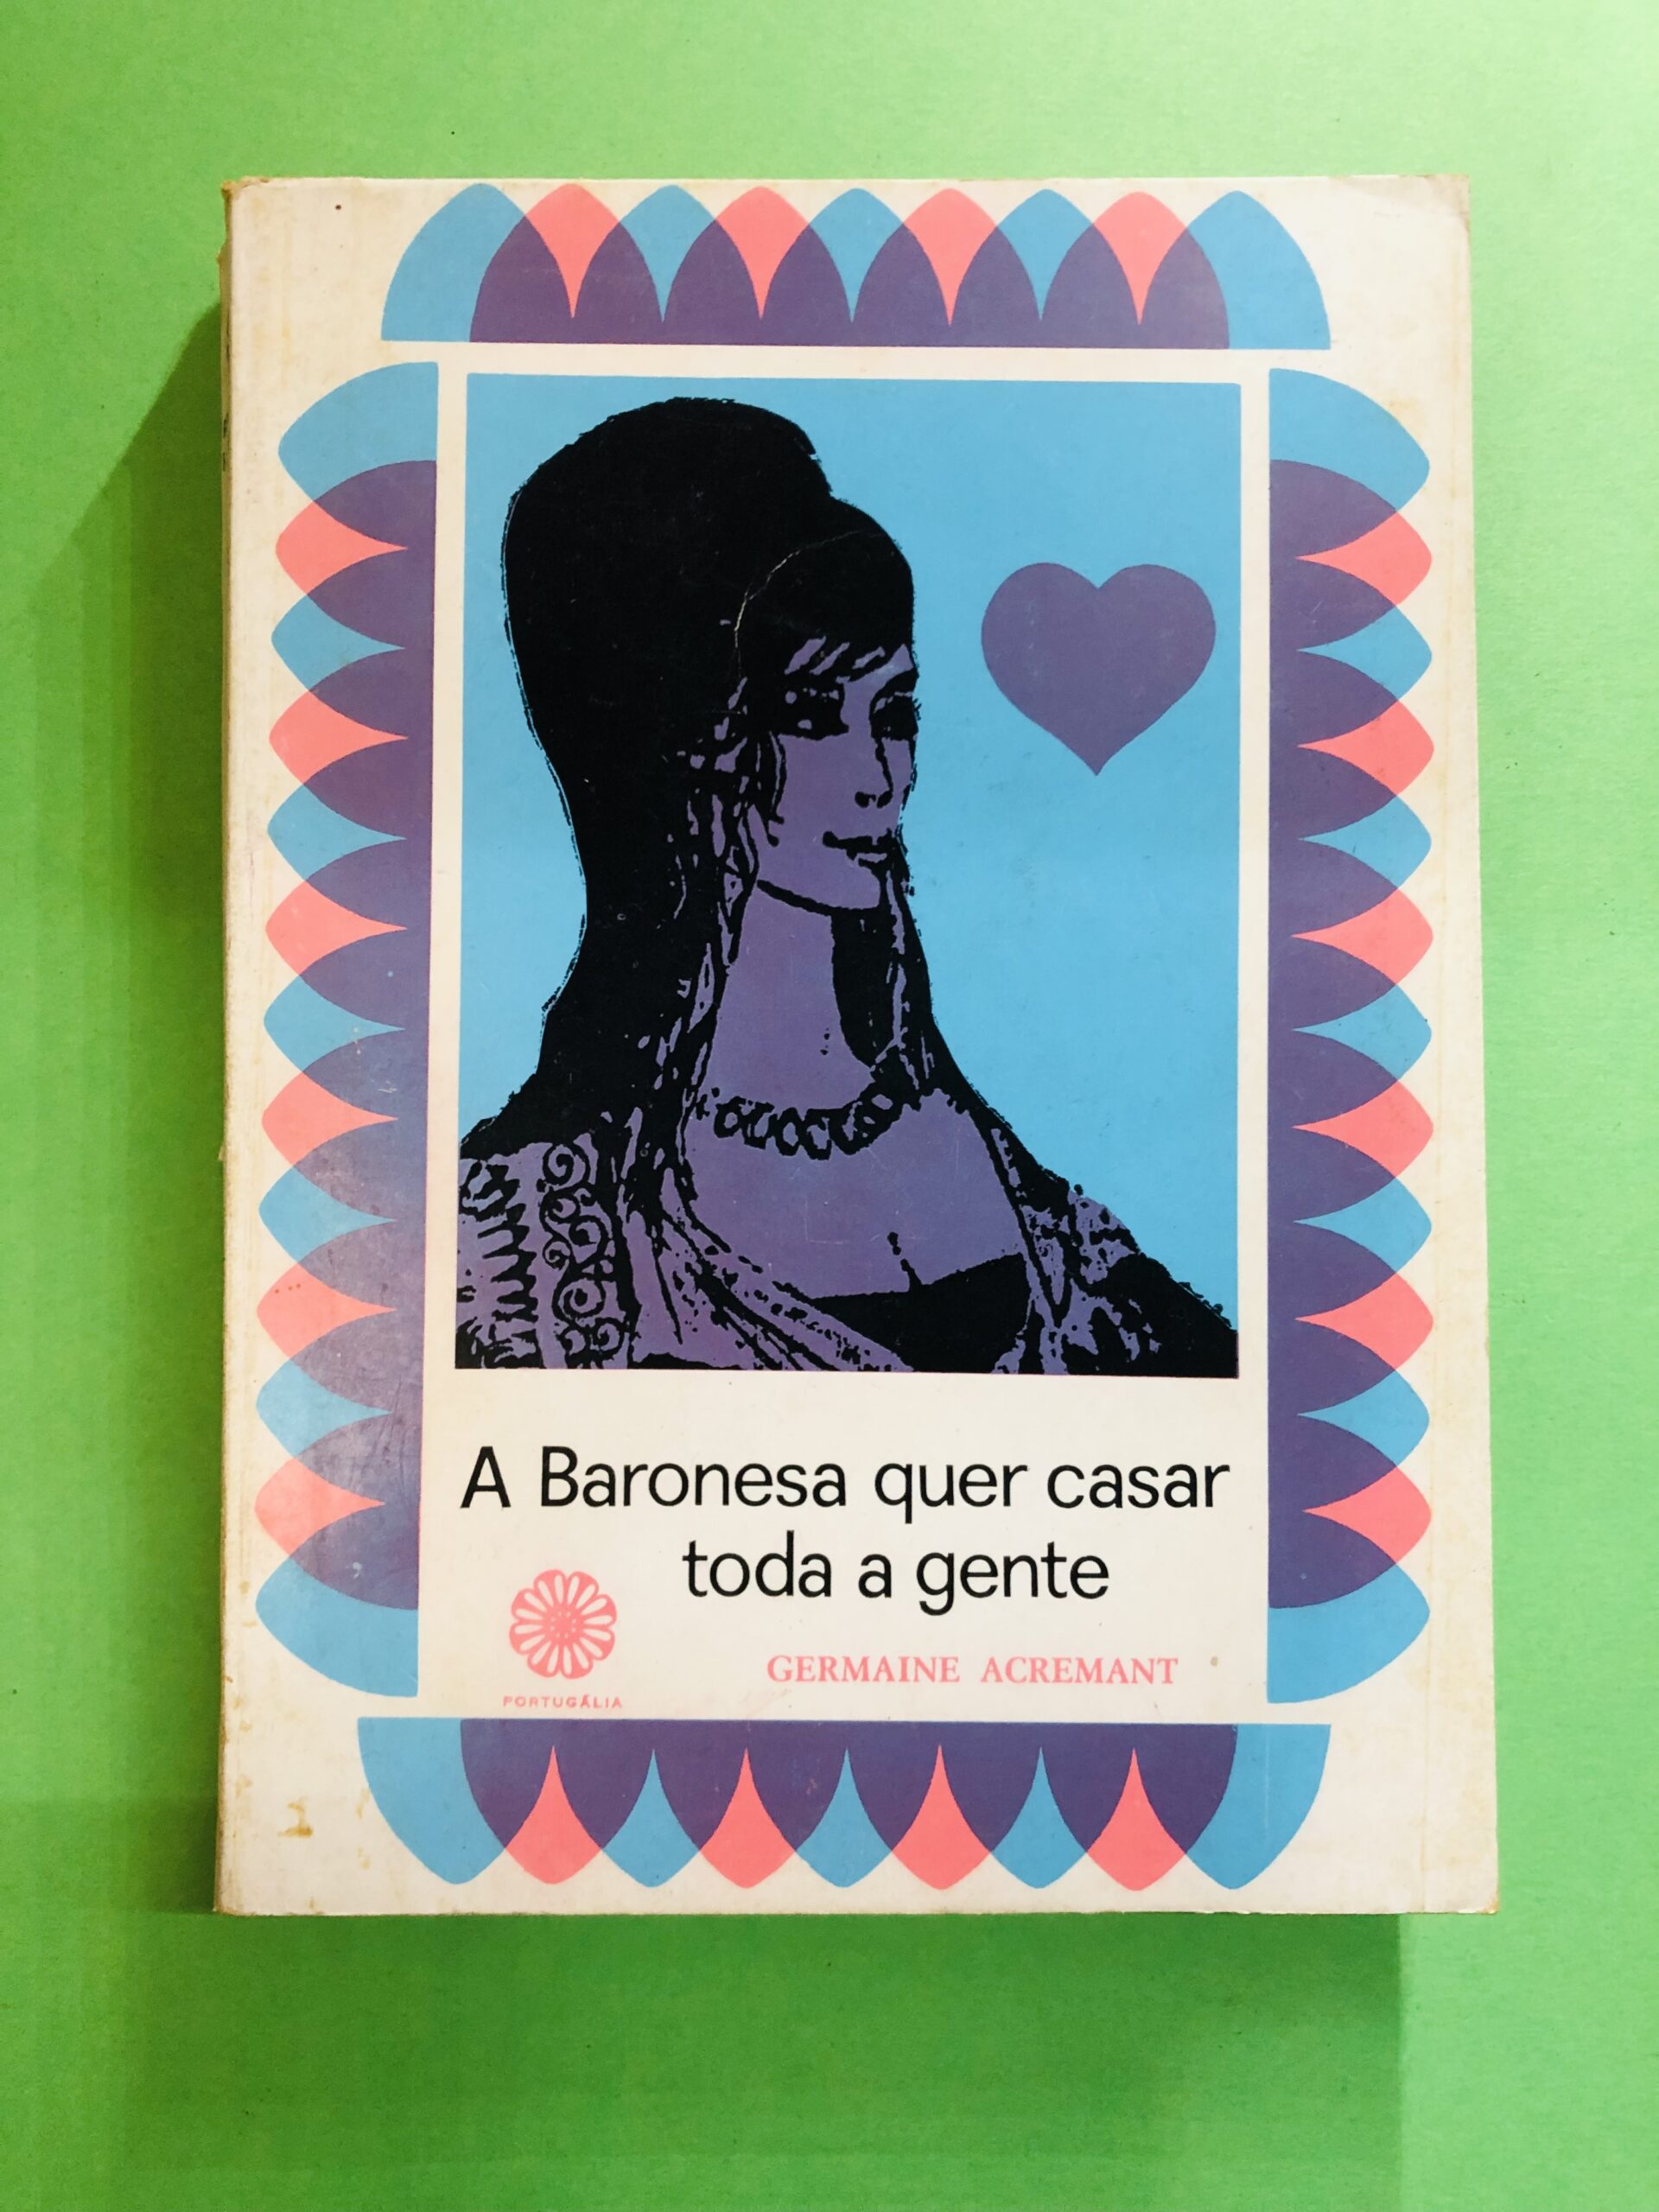 A Baronesa quer casar
toda a gente
GERMAINE ACREMANT
PORTUGÁLIA